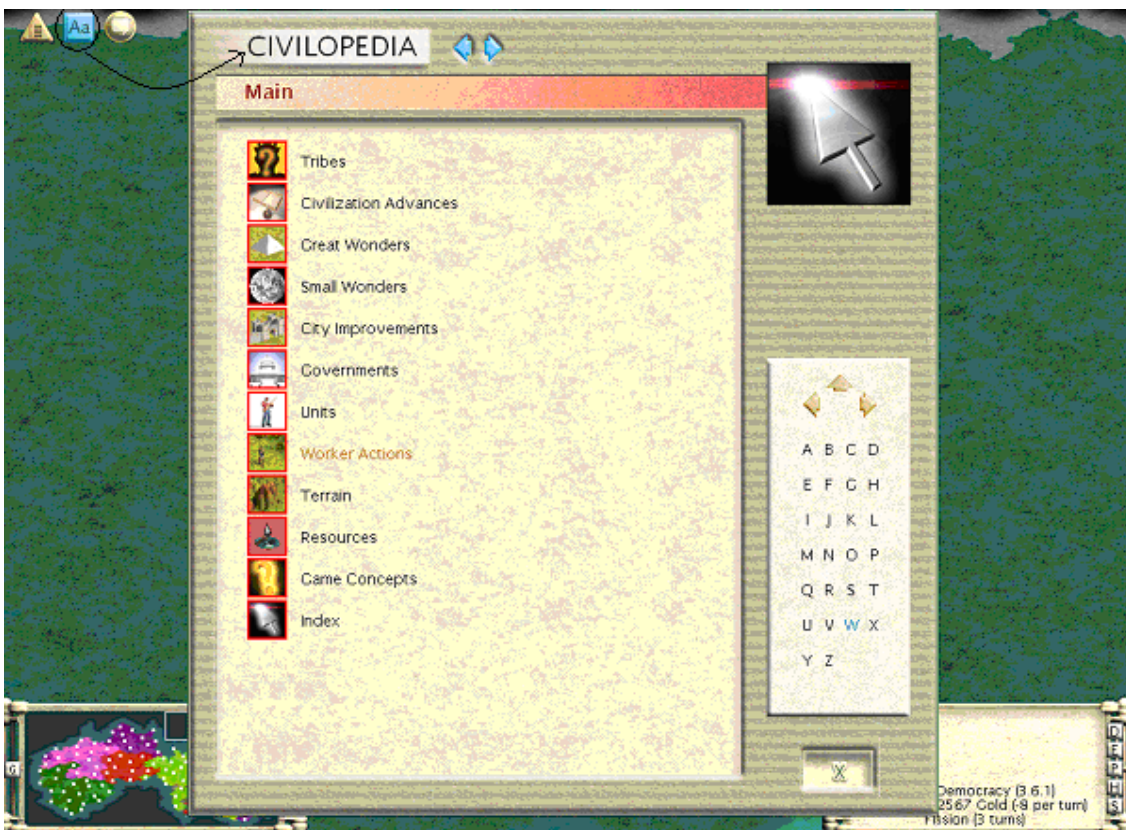 Aa
CIVILOPEDIA
Main
Tribes
Civilization Advances
Great Wonders
Small Wonders
City Improvements
Governments
Units
Worker Actions
Terrain
Resources
Game Concepts
Index
A B C D
E F G H
I J K L
M N O P
Q R S T
U V W X
Y Z
X
G
Democracy (3.6.1)
2567 Gold (-8 per turn)
Fission (3 turns)
D
E
P
H
S